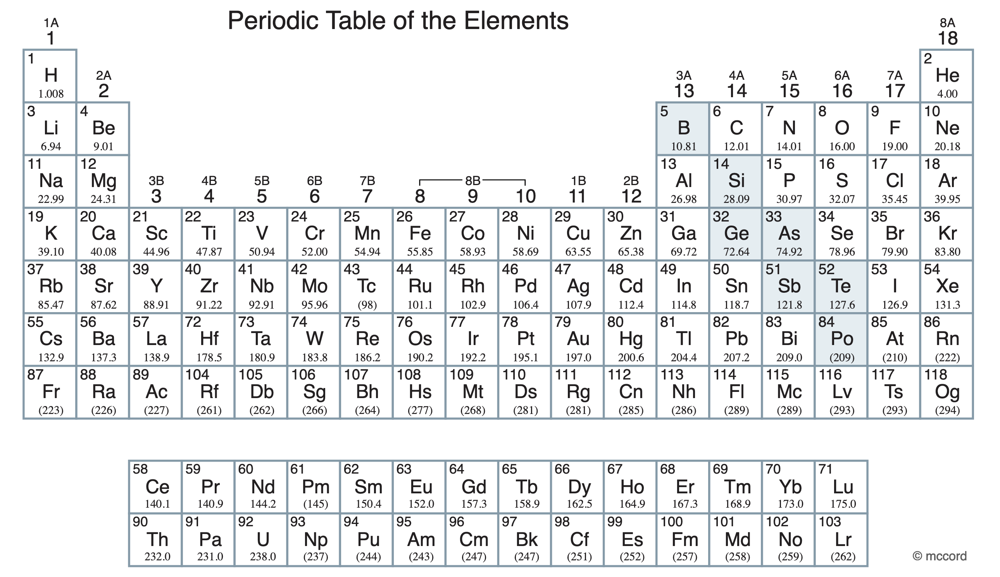 Periodic Table of the Elements
1A 8A
1 18
1 2
H He
1.008 2A 3A 4A 5A 6A 7A 4.00
2 13 14 15 16 17
3 4 5 6 7 8 9 10
Li Be B C N O F Ne
6.94 9.01 10.81 12.01 14.01 16.00 19.00 20.18
11 12 13 14 15 16 17 18
Na Mg Al Si P S Cl Ar
3B 4B 5B 6B 7B 8B 1B 2B
22.99 24.31 3 4 5 6 7 8 9 10 11 12 26.98 28.09 30.97 32.07 35.45 39.95
19 20 21 22 23 24 25 26 27 28 29 30 31 32 33 34 35 36
K Ca Sc Ti V Cr Mn Fe Co Ni Cu Zn Ga Ge As Se Br Kr
39.10 40.08 44.96 47.87 50.94 52.00 54.94 55.85 58.93 58.69 63.55 65.38 69.72 72.64 74.92 78.96 79.90 83.80
37 38 39 40 41 42 43 44 45 46 47 48 49 50 51 52 53 54
Rb Sr Y Zr Nb Mo Tc Ru Rh Pd Ag Cd In Sn Sb Te I Xe
85.47 87.62 88.91 91.22 92.91 95.96 (98) 101.1 102.9 106.4 107.9 112.4 114.8 118.7 121.8 127.6 126.9 131.3
55 56 57 72 73 74 75 76 77 78 79 80 81 82 83 84 85 86
Cs Ba La Hf Ta W Re Os Ir Pt Au Hg Tl Pb Bi Po At Rn
132.9 137.3 138.9 178.5 180.9 183.8 186.2 190.2 192.2 195.1 197.0 200.6 204.4 207.2 209.0 (209) (210) (222)
87 88 89 104 105 106 107 108 109 110 111 112 113 114 115 116 117 118
Fr Ra Ac Rf Db Sg Bh Hs Mt Ds Rg Cn Nh Fl Mc Lv Ts Og
(223) (226) (227) (261) (262) (266) (264) (277) (268) (281) (281) (285) (286) (289) (289) (293) (293) (294)
58 59 60 61 62 63 64 65 66 67 68 69 70 71
Ce Pr Nd Pm Sm Eu Gd Tb Dy Ho Er Tm Yb Lu
140.1 140.9 144.2 (145) 150.4 152.0 157.3 158.9 162.5 164.9 167.3 168.9 173.0 175.0
90 91 92 93 94 95 96 97 98 99 100 101 102 103
Th Pa U Np Pu Am Cm Bk Cf Es Fm Md No Lr
232.0 231.0 238.0 (237) (244) (243) (247) (247) (251) (252) (257) (258) (259) (262)
© mccord